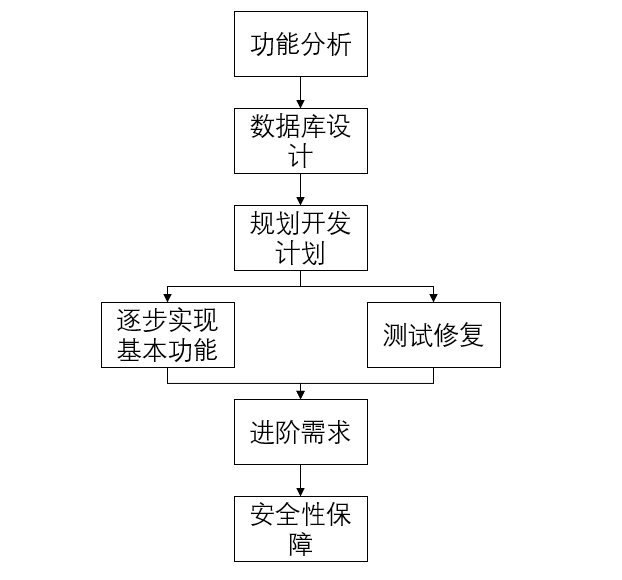 功能分析
数据库设
计
规划开发
计划
逐步实现
基本功能
测试修复
进阶需求
安全性保
障